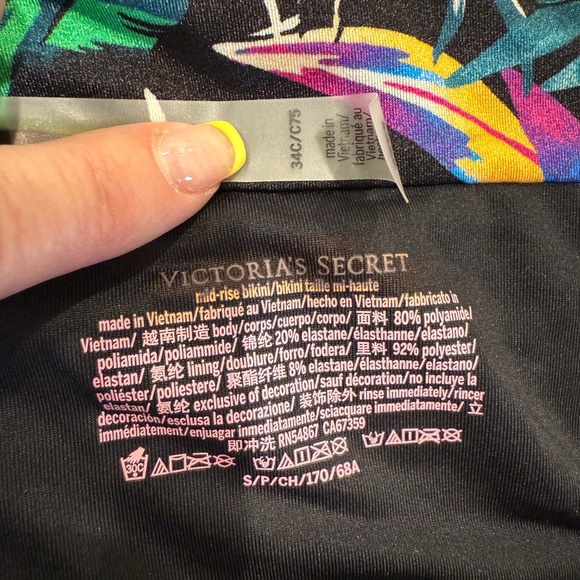 34C/C75
made in
Vietnam/
fabriqué au
Vietnam/
VICTORIA'S SECRET
mid-rise bikini/bikini taille mi-haute
made in Vietnam/fabriqué au Vietnam/hecho en Vietnam/fabbricato in
Vietnam/ 越南制造 body/corps/cuerpo/corpo/ 面料 80% polyamide/
poliamida/poliammide/ 锦纶 20% elastane/élasthanne/elastano/
elastan/ 氨纶 lining/doublure/forro/fodera/ 里料 92% polyester/
poliéster/poliestere/ 聚酯纤维 8% elastane/élasthanne/elastano/
elastan/ 氨纶 exclusive of decoration/sauf décoration/no incluye la
decoración/esclusa la decorazione/ 装饰除外 rinse immediately/rincer
immédiatement/enjuagar inmediatamente/sciacquare immediatamente/ 立
即冲洗 RN54867 CA67359
30C
S/P/CH/170/68A